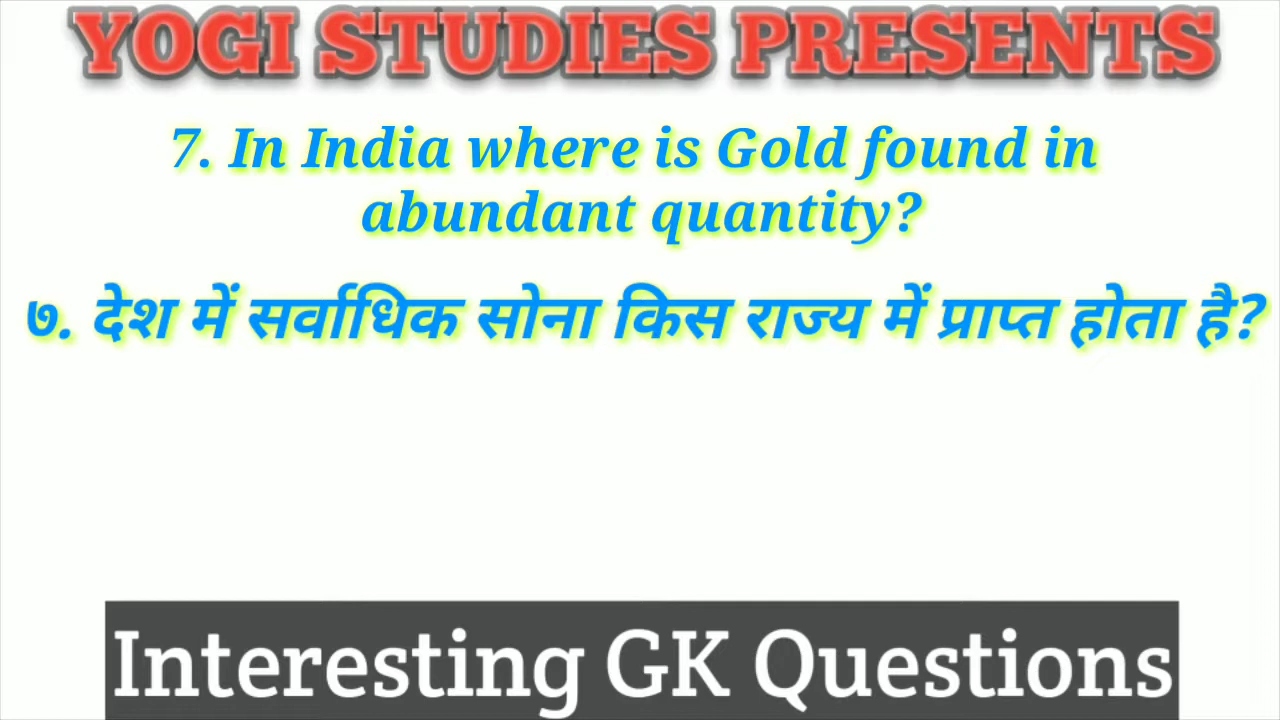 YOGI STUDIES PRESENTS
7. In India where is Gold found in
abundant quantity?
७. देश में सर्वाधिक सोना किस राज्य में प्राप्त होता है?
Interesting GK Questions